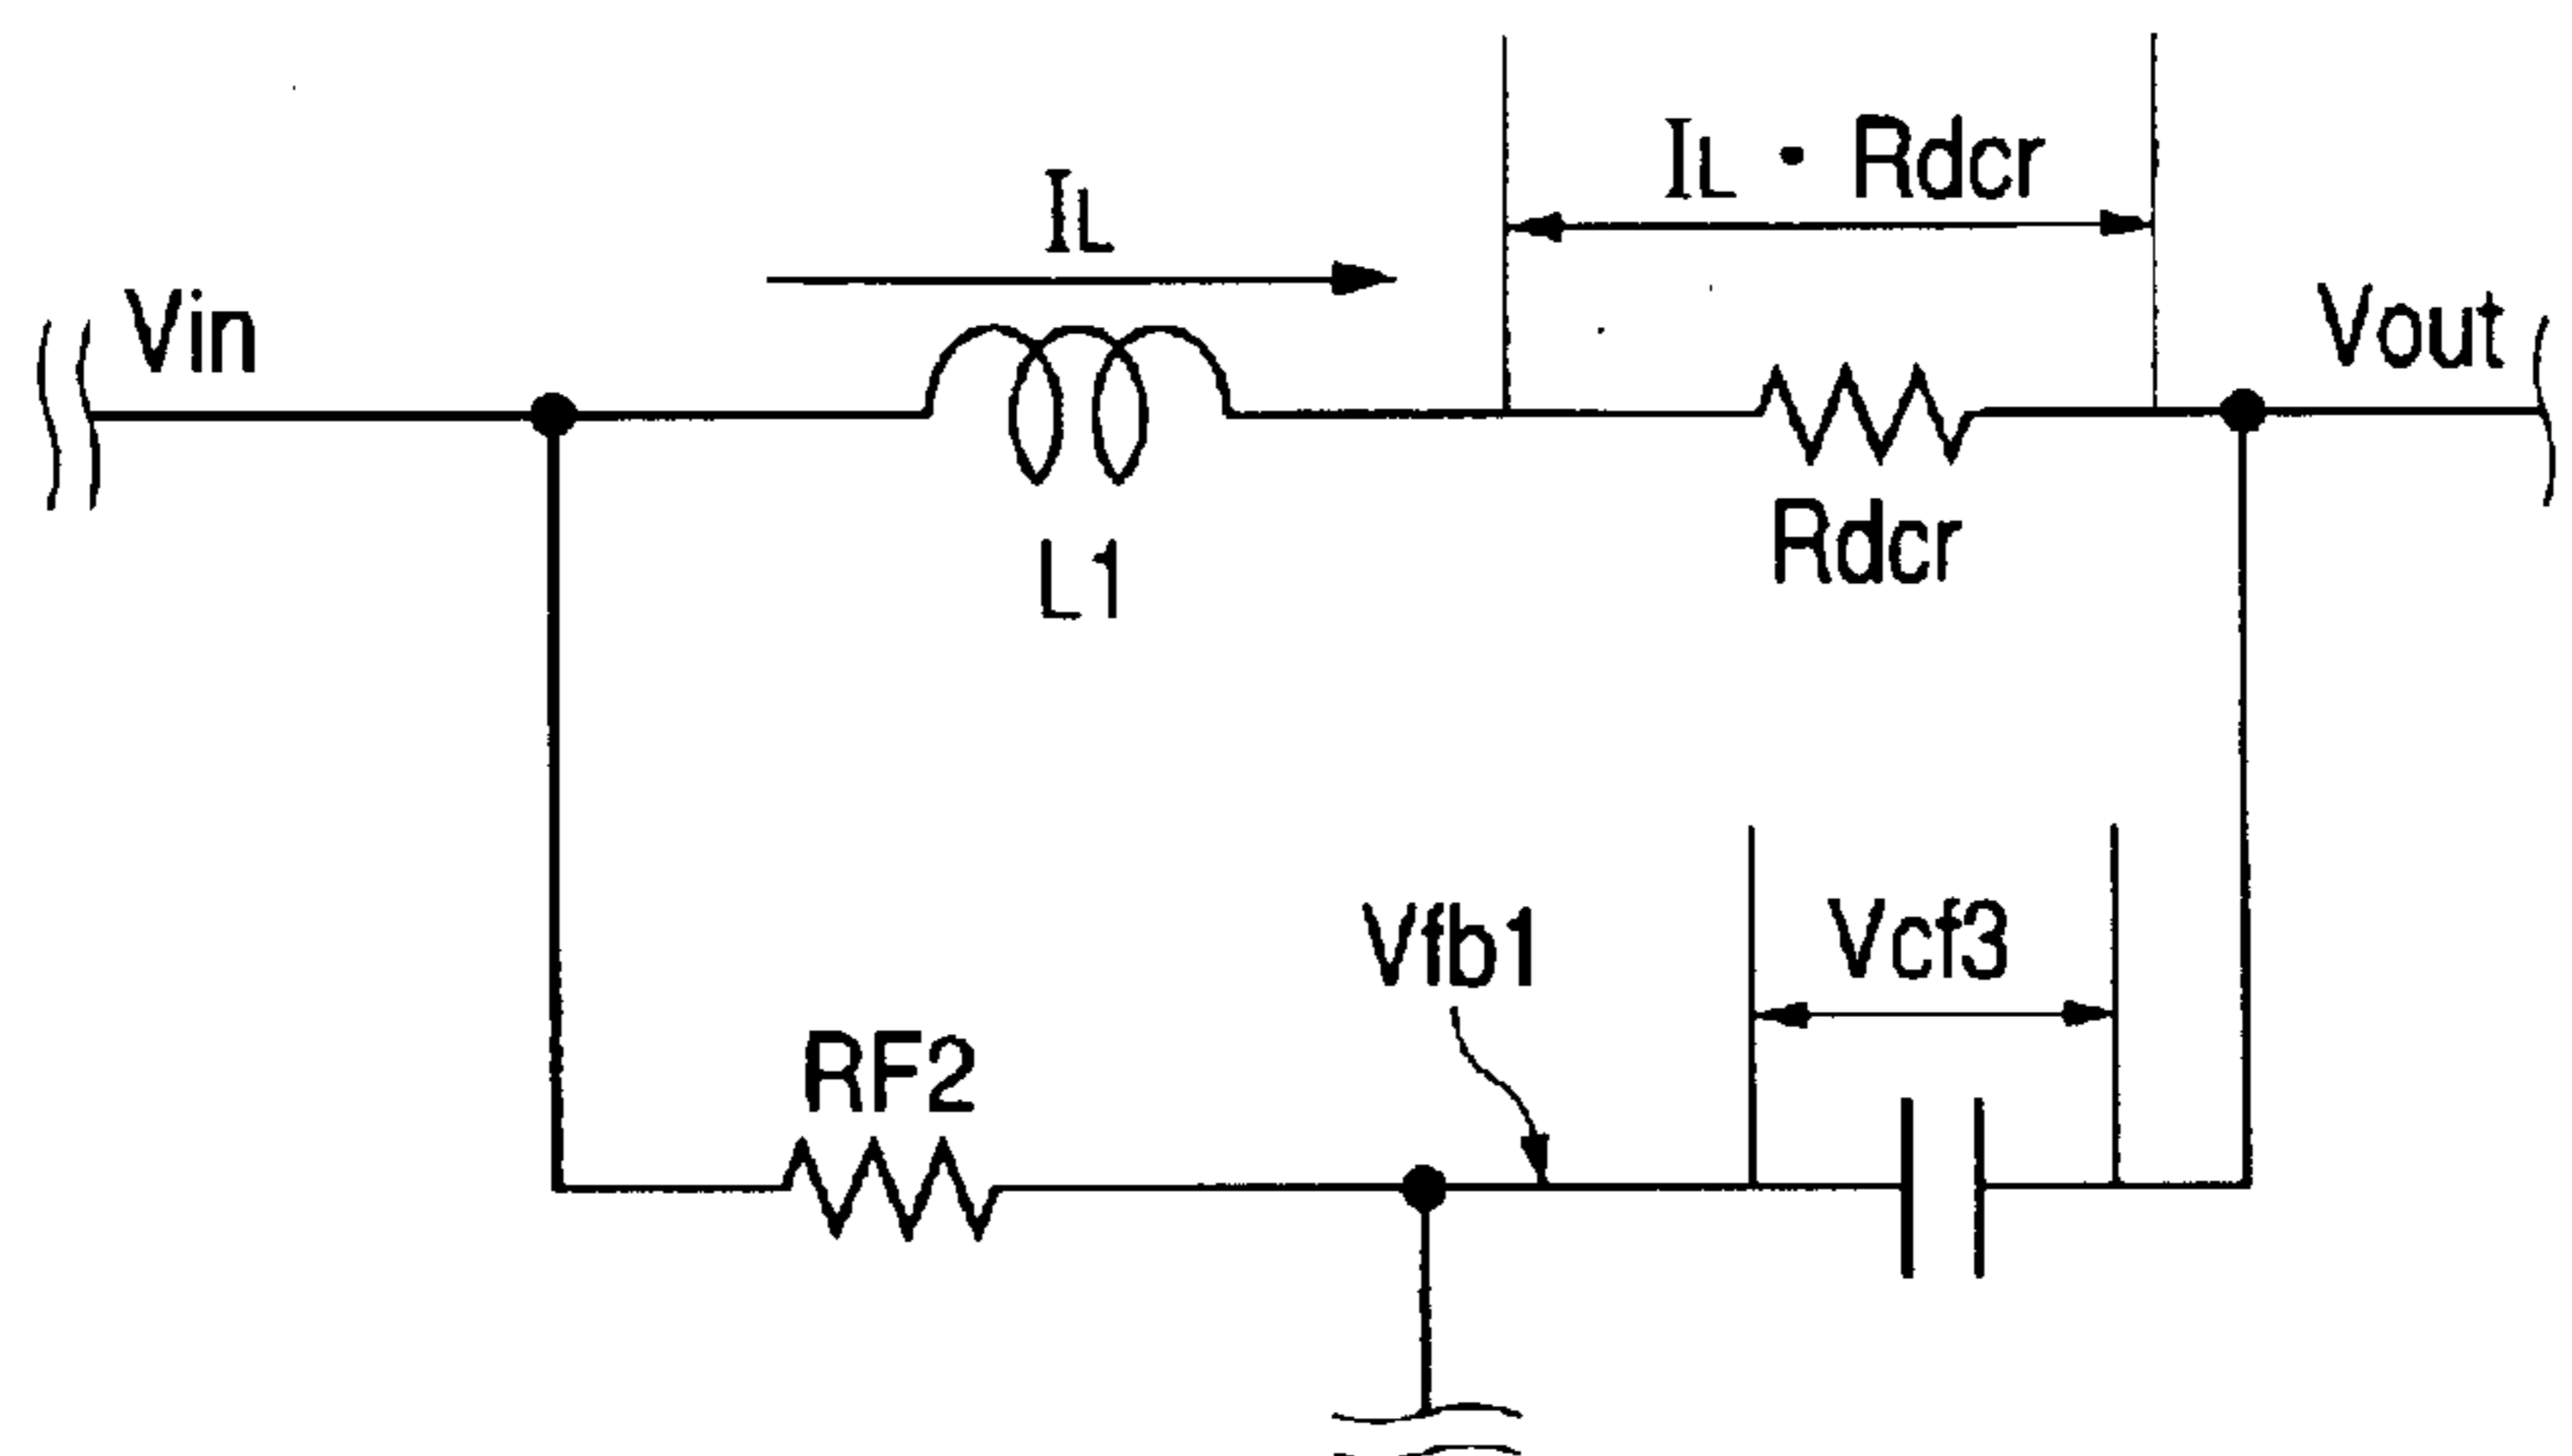 IL · Rdcr
IL
Vin
Vout
L1
Rdcr
Vfb1
Vcf3
RF2